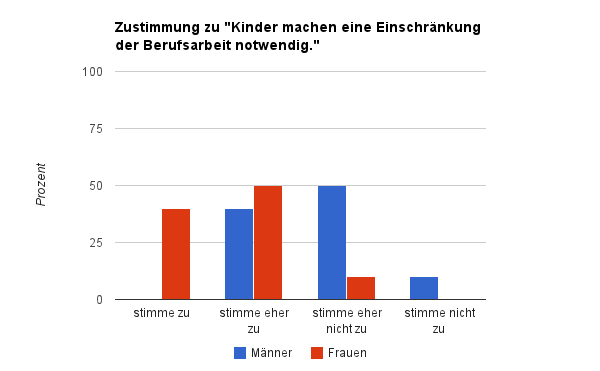 Zustimmung zu "Kinder machen eine Einschränkung
der Berufsarbeit notwendig."
100
75
50
25
0
Prozent
stimme zu
stimme eher
zu
stimme eher
nicht zu
stimme nicht
zu
Männer
Frauen